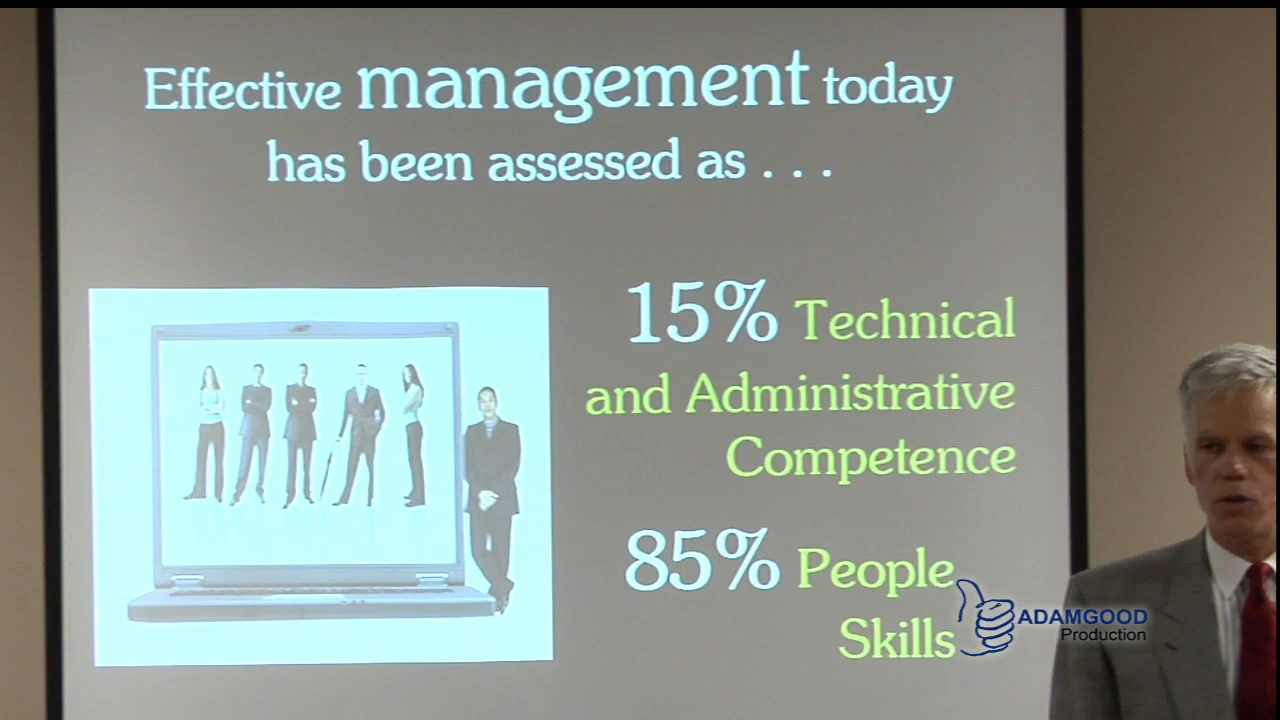 Effective management today
has been assessed as . . .
15% Technical
and Administrative
Competence
85% People
Skills
ADAMGOOD
Production